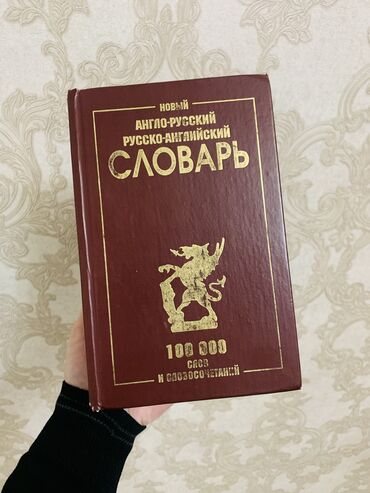 НОВЫЙ
АНГЛО-РУССКИЙ
РУССКО-АНГЛИЙСКИЙ
СЛОВАРЬ
100 000
СЛОВ
И СЛОВОСОЧЕТАНИЙ